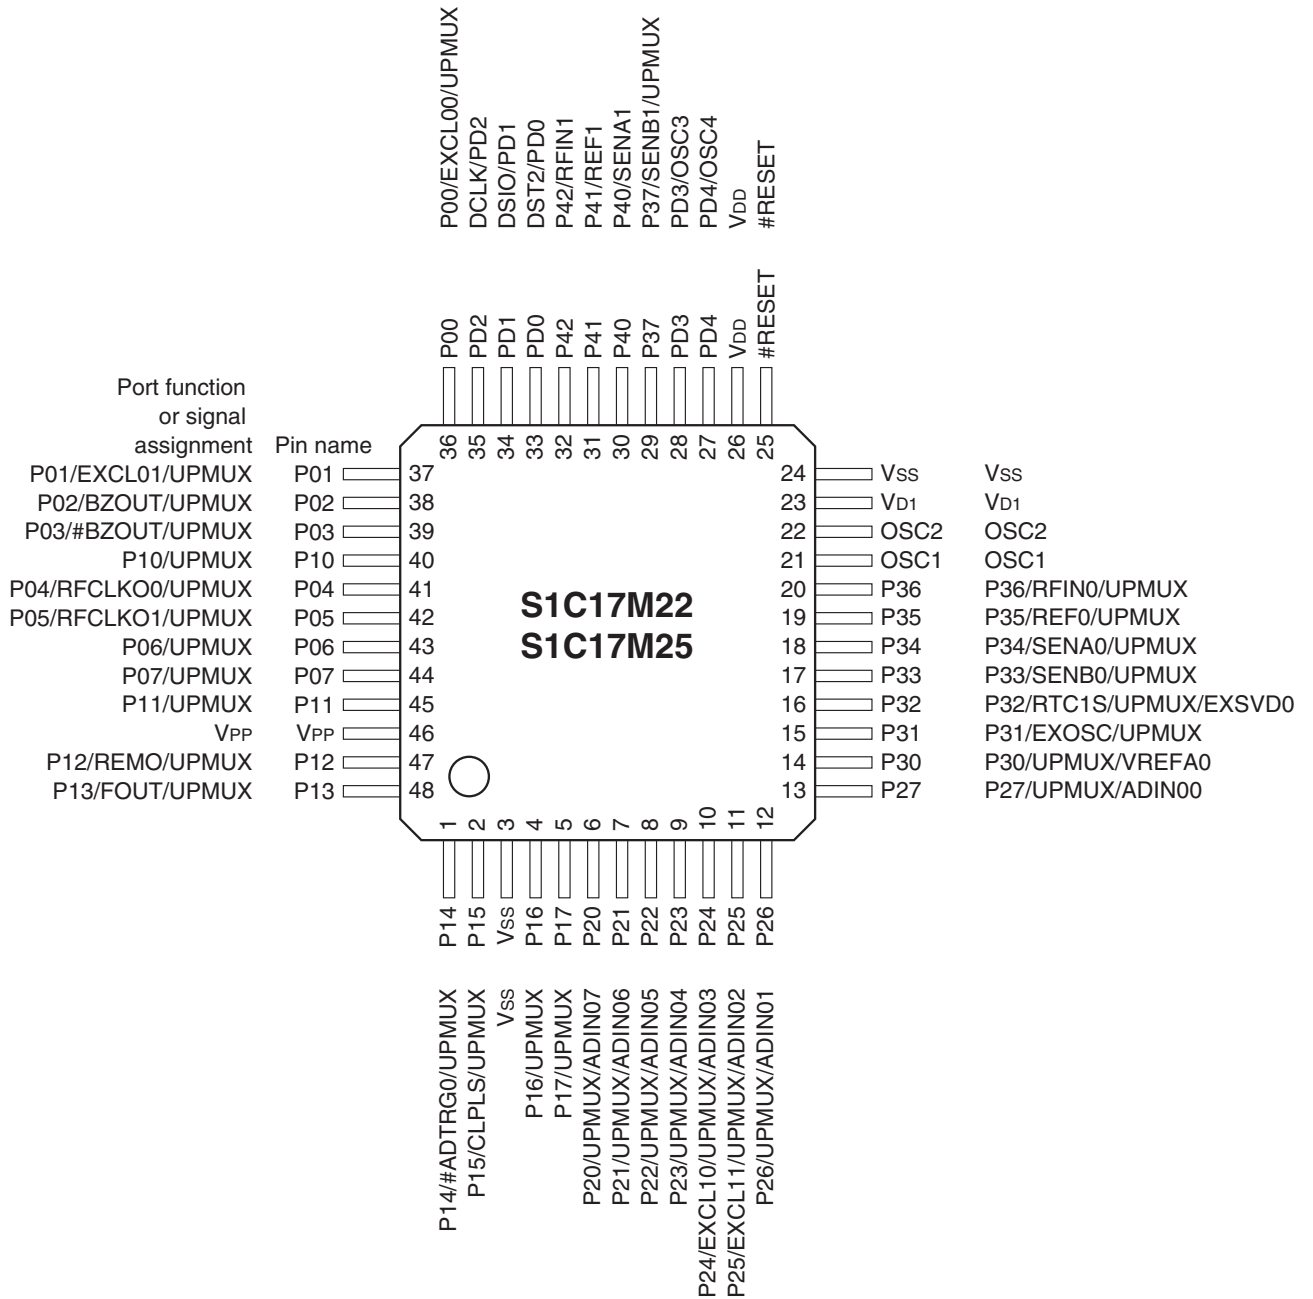 P00/EXCL00/UPMUX
DCLK/PD2
DSIO/PD1
DST2/PD0
P42/RFIN1
P41/REF1
P40/SENA1
P37/SENB1/UPMUX
PD3/OSC3
PD4/OSC4
VDD
#RESET
P00
PD2
PD1
PD0
P42
P41
P40
P37
PD3
PD4
VDD
#RESET
36
35
34
33
32
31
30
29
28
27
26
25
Port function
or signal
assignment Pin name
P01/EXCL01/UPMUX P01 37
P02/BZOUT/UPMUX P02 38
P03/#BZOUT/UPMUX P03 39
P10/UPMUX P10 40
P04/RFCLKO0/UPMUX P04 41
P05/RFCLKO1/UPMUX P05 42
P06/UPMUX P06 43
P07/UPMUX P07 44
P11/UPMUX P11 45
VPP VPP 46
P12/REMO/UPMUX P12 47
P13/FOUT/UPMUX P13 48
S1C17M22
S1C17M25
24 VSS VSS
23 VD1 VD1
22 OSC2 OSC2
21 OSC1 OSC1
20 P36 P36/RFIN0/UPMUX
19 P35 P35/REF0/UPMUX
18 P34 P34/SENA0/UPMUX
17 P33 P33/SENB0/UPMUX
16 P32 P32/RTC1S/UPMUX/EXSVD0
15 P31 P31/EXOSC/UPMUX
14 P30 P30/UPMUX/VREFA0
13 P27 P27/UPMUX/ADIN00
1
2
3
4
5
6
7
8
9
10
11
12
P14
P15
VSS
P16
P17
P20
P21
P22
P23
P24
P25
P26
P14/#ADTRG0/UPMUX
P15/CLPLS/UPMUX
VSS
P16/UPMUX
P17/UPMUX
P20/UPMUX/ADIN07
P21/UPMUX/ADIN06
P22/UPMUX/ADIN05
P23/UPMUX/ADIN04
P24/EXCL10/UPMUX/ADIN03
P25/EXCL11/UPMUX/ADIN02
P26/UPMUX/ADIN01